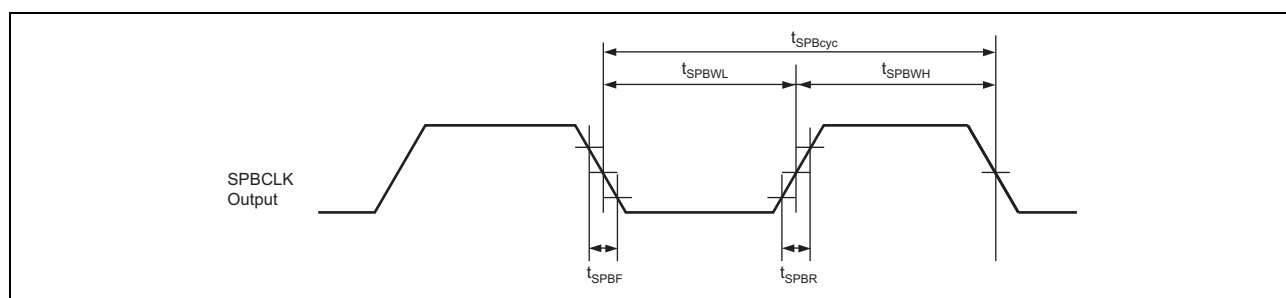 tSPBcyc
tSPBWL
tSPBWH
SPBCLK
Output
tSPBF
tSPBR